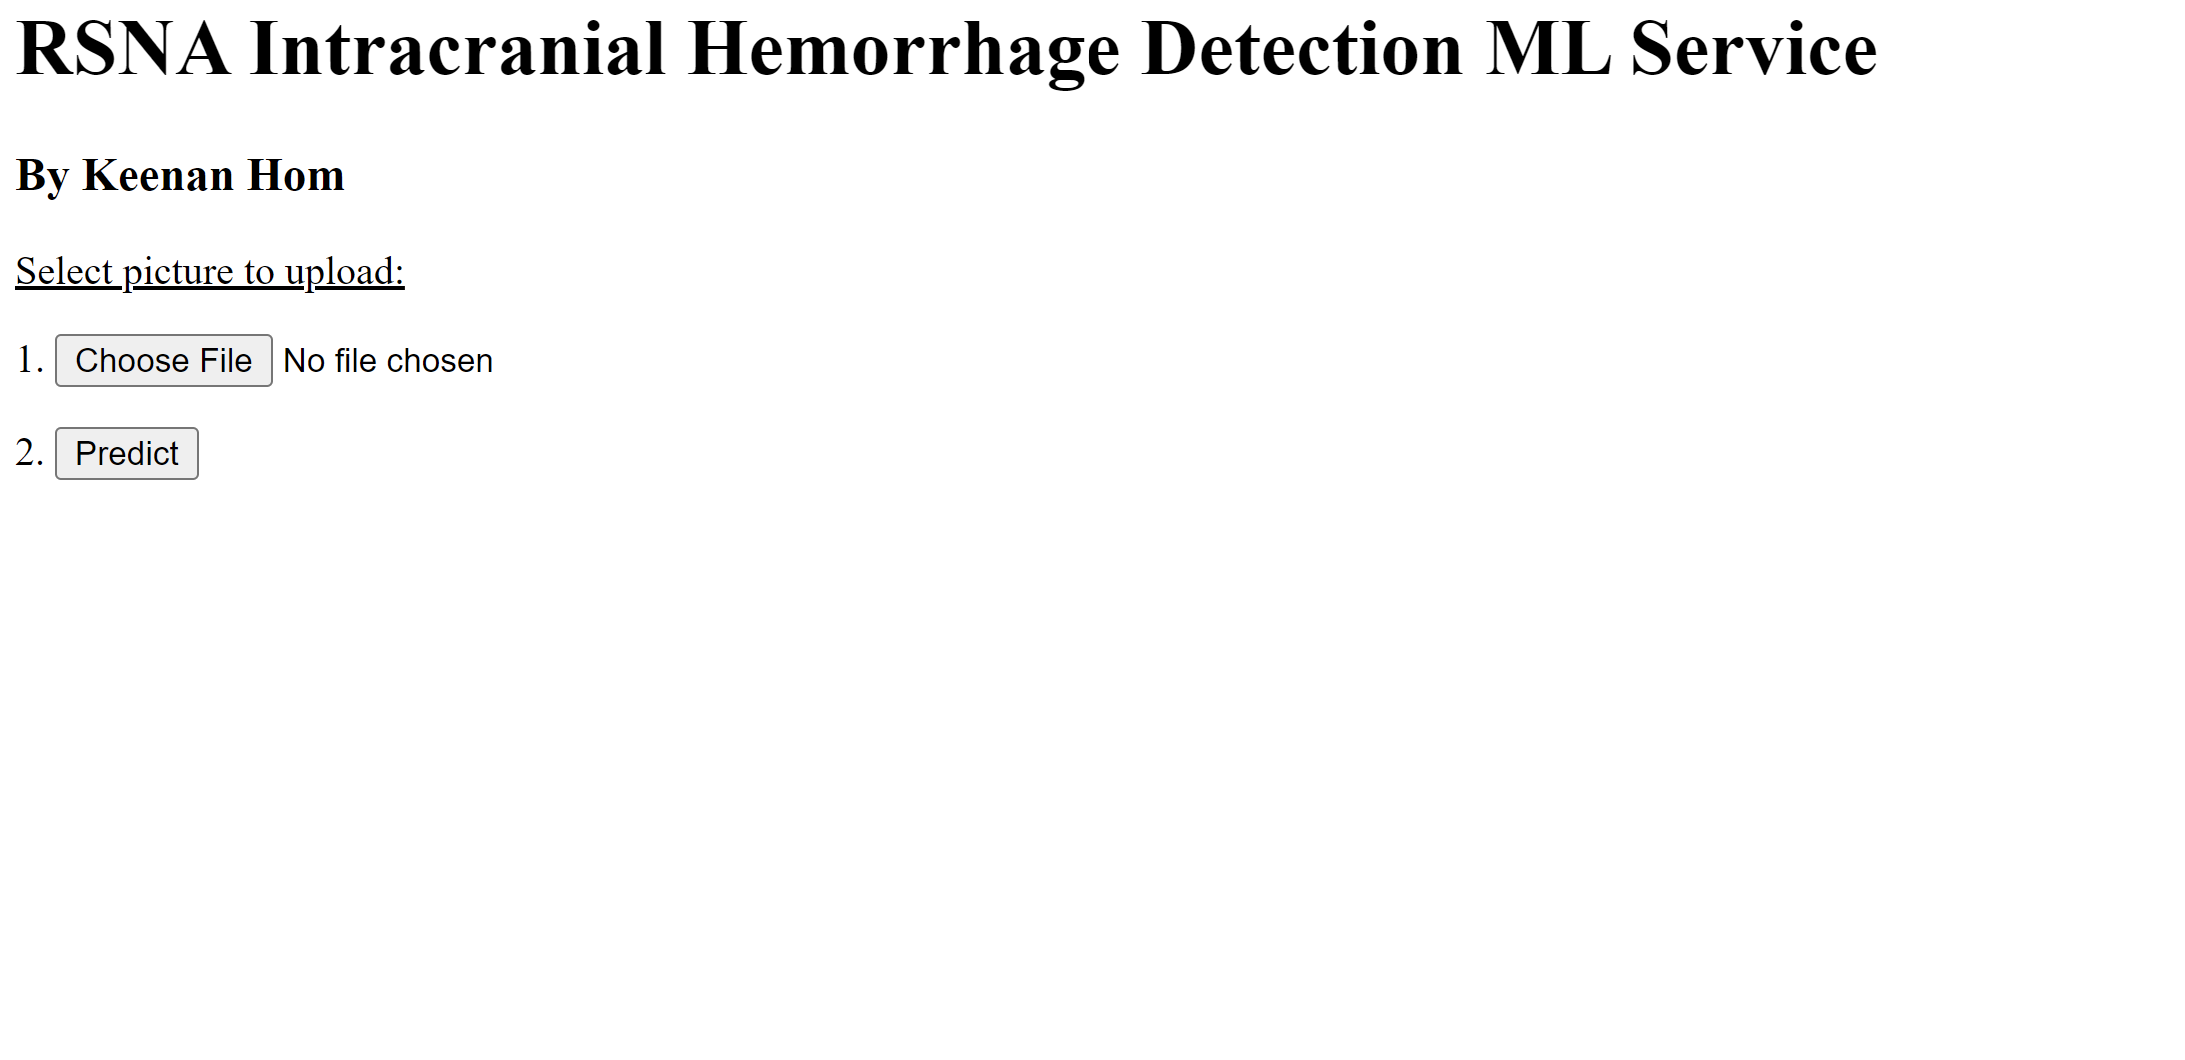 RSNA Intracranial Hemorrhage Detection ML Service
By Keenan Hom
Select picture to upload:
1. Choose File No file chosen
2. Predict